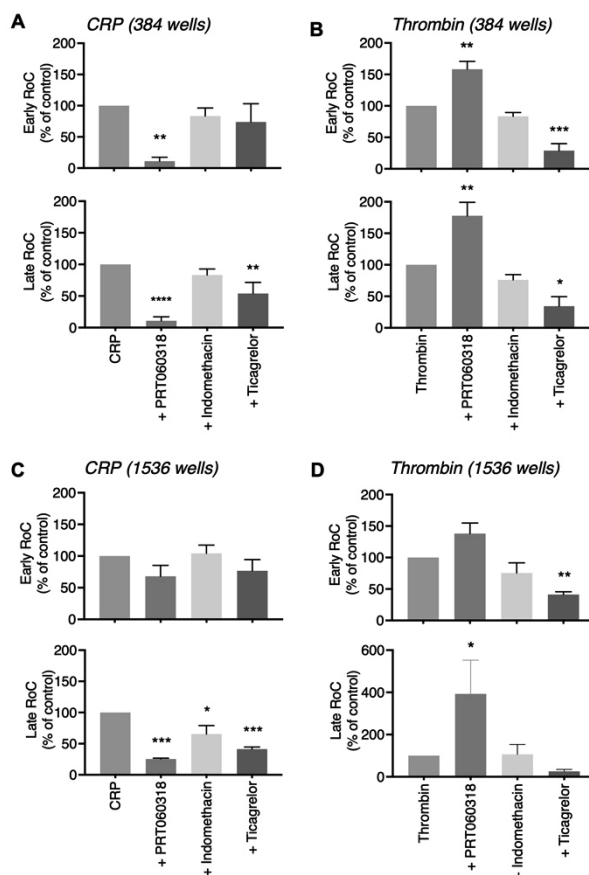 A
CRP (384 wells)
Early RoC
(% of control)
200
150
100
50
0
**
Late RoC
(% of control)
200
150
100
50
0
****
**
CRP
+ PRT060318
+ Indomethacin
+ Ticagrelor
B
Thrombin (384 wells)
Early RoC
(% of control)
200
150
100
50
0
**
***
Late RoC
(% of control)
200
150
100
50
0
**
*
Thrombin
+ PRT060318
+ Indomethacin
+ Ticagrelor
C
CRP (1536 wells)
Early RoC
(% of control)
200
150
100
50
0
Late RoC
(% of control)
200
150
100
50
0
***
*
***
CRP
+ PRT060318
+ Indomethacin
+ Ticagrelor
D
Thrombin (1536 wells)
Early RoC
(% of control)
200
150
100
50
0
**
Late RoC
(% of control)
600
400
200
0
*
Thrombin
+ PRT060318
+ Indomethacin
+ Ticagrelor